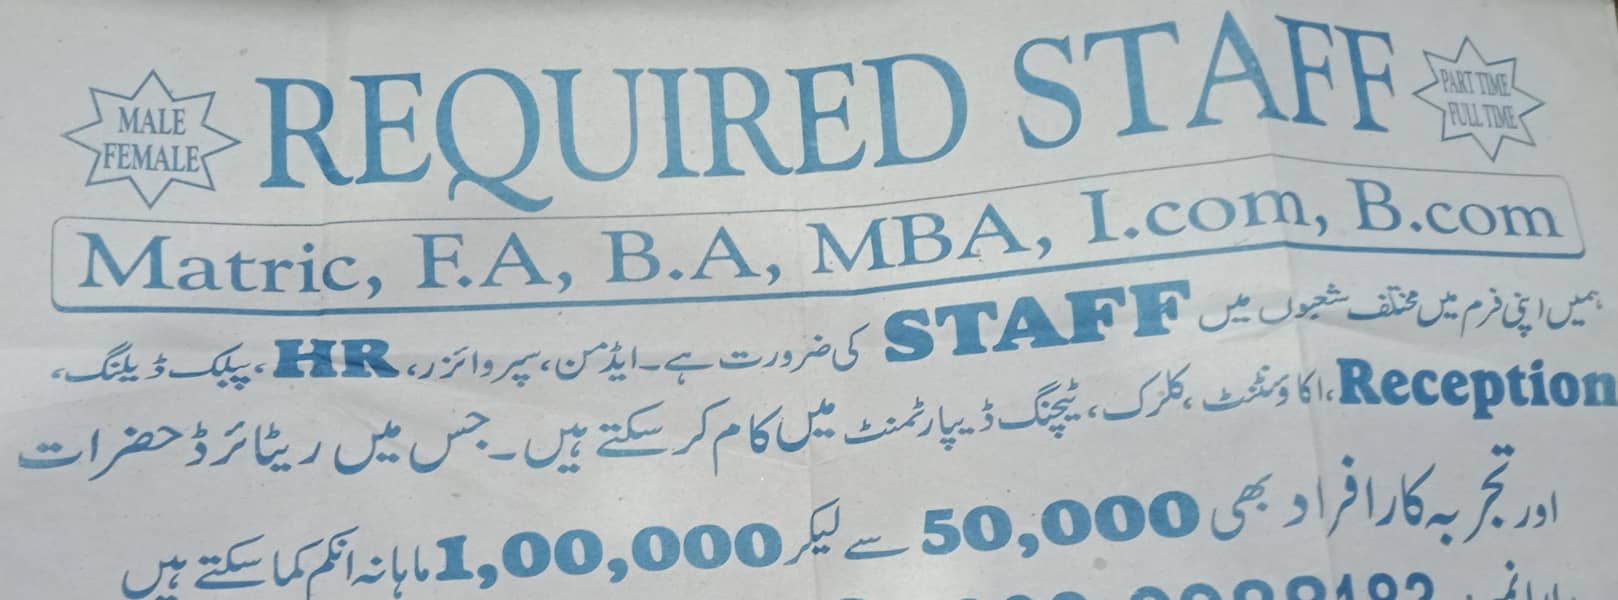 MALE
FEMALE
REQUIRED STAFF
PART TIME
FULL TIME
Matric, F.A, B.A, MBA, I.com, B.com
ہمیں اپنی فرم میں مختلف شعبوں میں STAFF کی ضرورت ہے۔ ایڈمن، سپروائزر، HR، پبلک ڈیلنگ،
Reception، اکاؤنٹنٹ، کلرک، ٹیچنگ ڈیپارٹمنٹ میں کام کر سکتے ہیں۔ جس میں ریٹائرڈ حضرات
اور تجربہ کار افراد بھی 50,000 سے لیکر 1,00,000 ماہانہ انکم کما سکتے ہیں